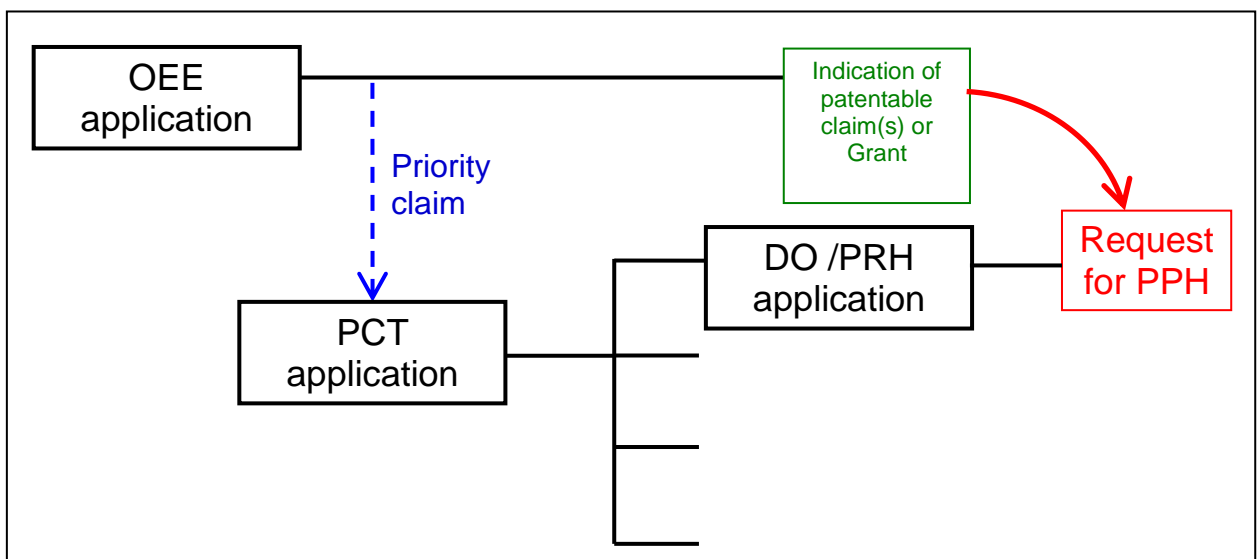 OEE
application
Indication of
patentable
claim(s) or
Grant
Priority
claim
DO /PRH
application
Request
for PPH
PCT
application